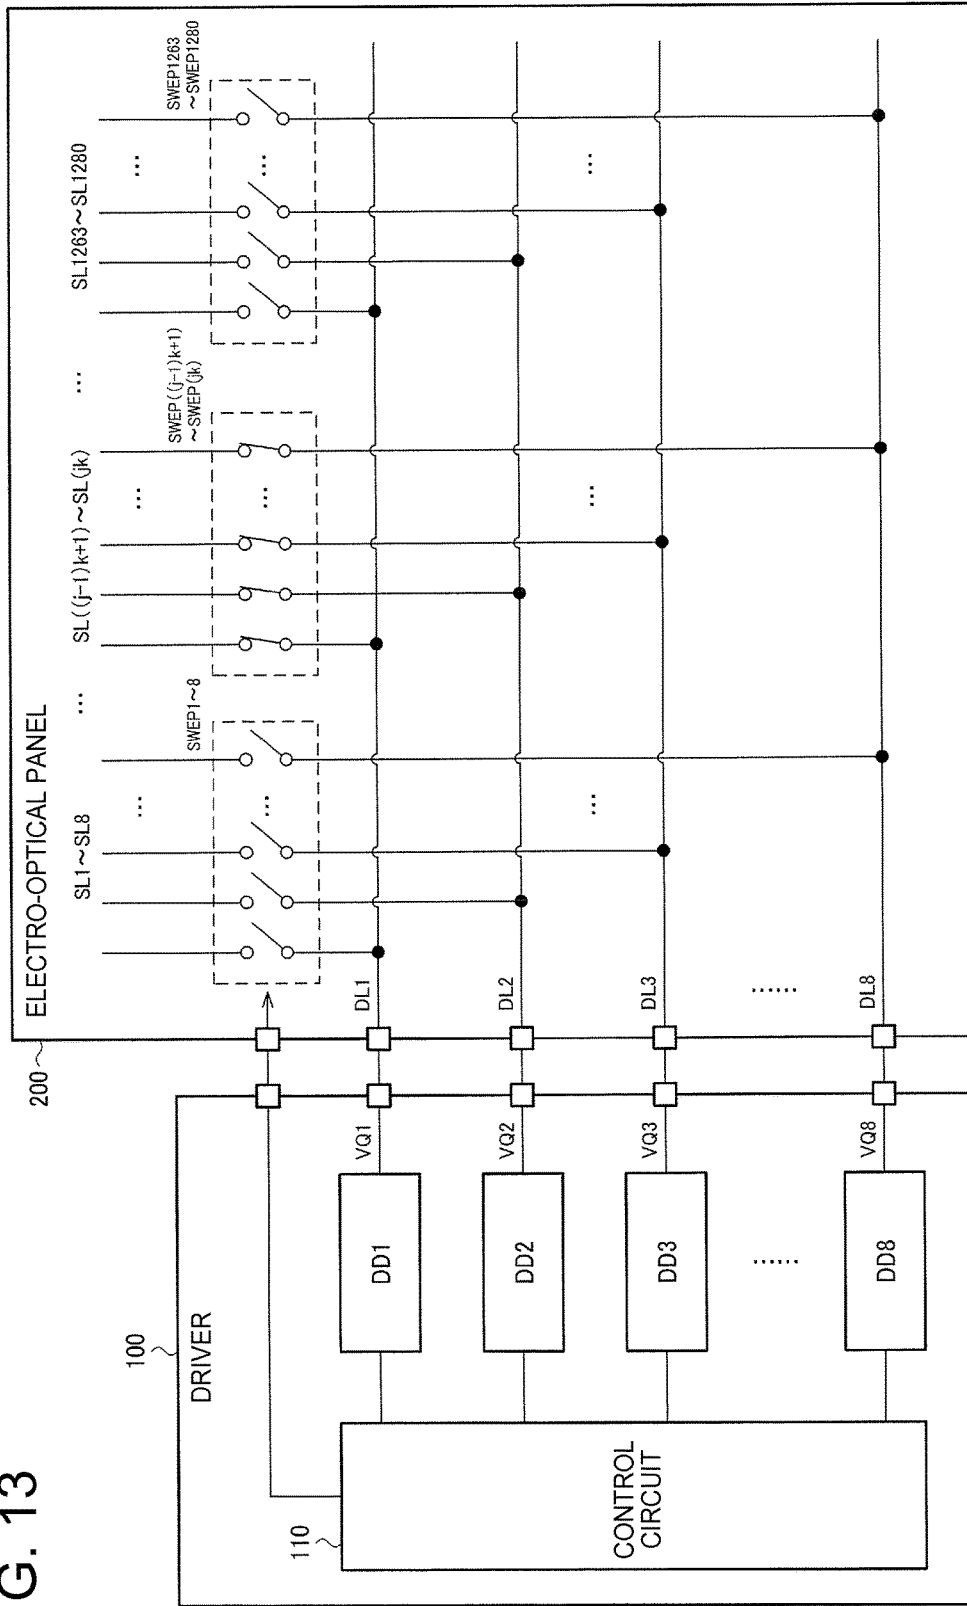 G. 13
100
DRIVER
110
CONTROL
CIRCUIT
DD1
DD2
DD3
......
DD8
VQ1
VQ2
VQ3
VQ8
200
ELECTRO-OPTICAL PANEL
DL1
DL2
DL3
......
DL8
SL1~SL8
...
SL((j-1)k+1)~SL(jk)
...
SL1263~SL1280
...
...
...
SWEP1~8
SWEP((j-1)k+1)
~SWEP(jk)
SWEP1263
~SWEP1280
...
...
...
...
...
...